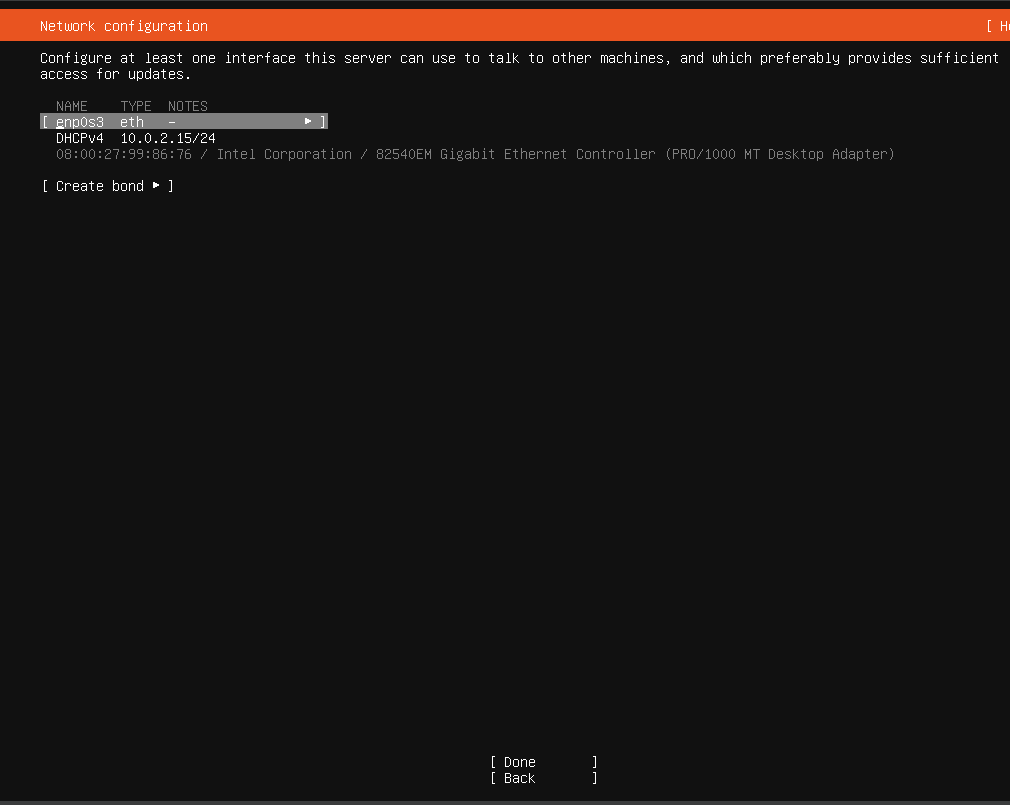 Network configuration [ He
Configure at least one interface this server can use to talk to other machines, and which preferably provides sufficient
access for updates.
NAME TYPE NOTES
[ enp0s3 eth – ▸ ]
DHCPv4 10.0.2.15/24
08:00:27:99:86:76 / Intel Corporation / 82540EM Gigabit Ethernet Controller (PRO/1000 MT Desktop Adapter)
[ Create bond ▸ ]
[ Done ]
[ Back ]